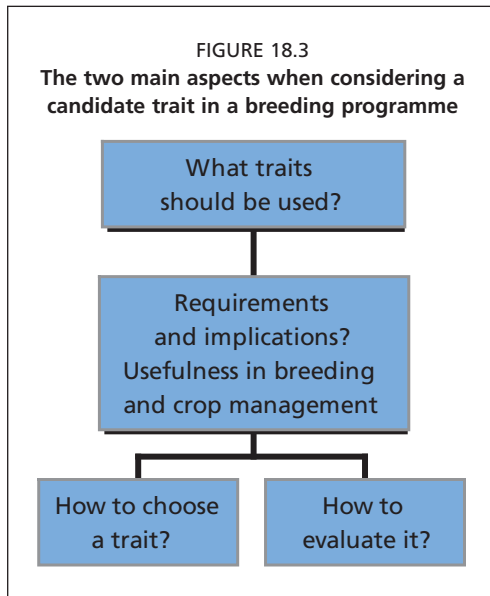 FIGURE 18.3
The two main aspects when considering a
candidate trait in a breeding programme
What traits
should be used?
Requirements
and implications?
Usefulness in breeding
and crop management
How to choose
a trait?
How to
evaluate it?